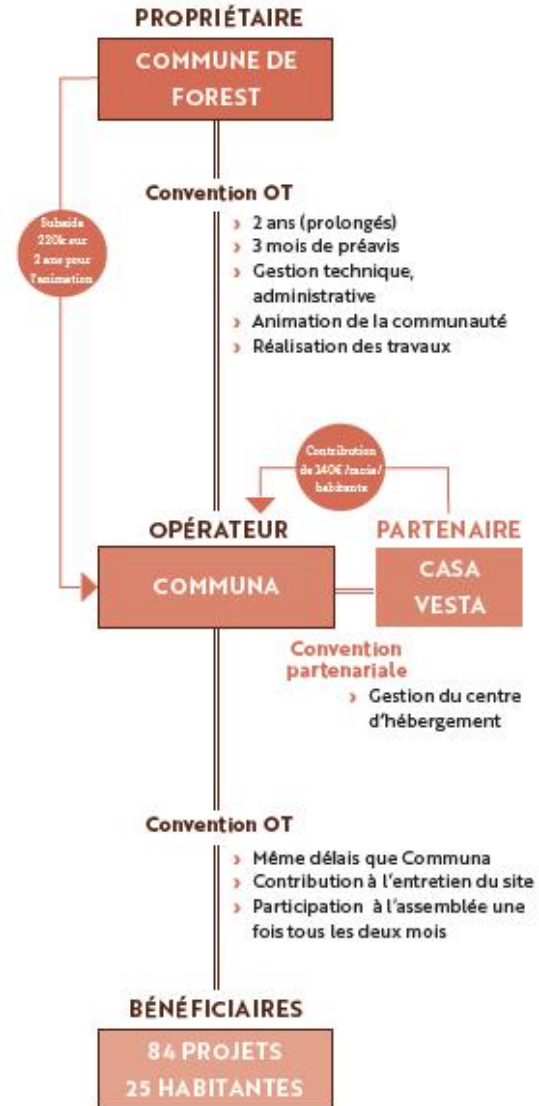 PROPRIÉTAIRE
COMMUNE DE
FOREST
Convention OT
› 2 ans (prolongés)
› 3 mois de préavis
› Gestion technique,
administrative
› Animation de la communauté
› Réalisation des travaux
Subside
220k sur
2 ans pour
l'animation
Contribution
de 240€ /mois/
habitante
OPÉRATEUR
COMMUNA
PARTENAIRE
CASA
VESTA
Convention
partenariale
› Gestion du centre
d'hébergement
Convention OT
› Même délais que Communa
› Contribution à l'entretien du site
› Participation à l'assemblée une
fois tous les deux mois
BÉNÉFICIAIRES
84 PROJETS
25 HABITANTES